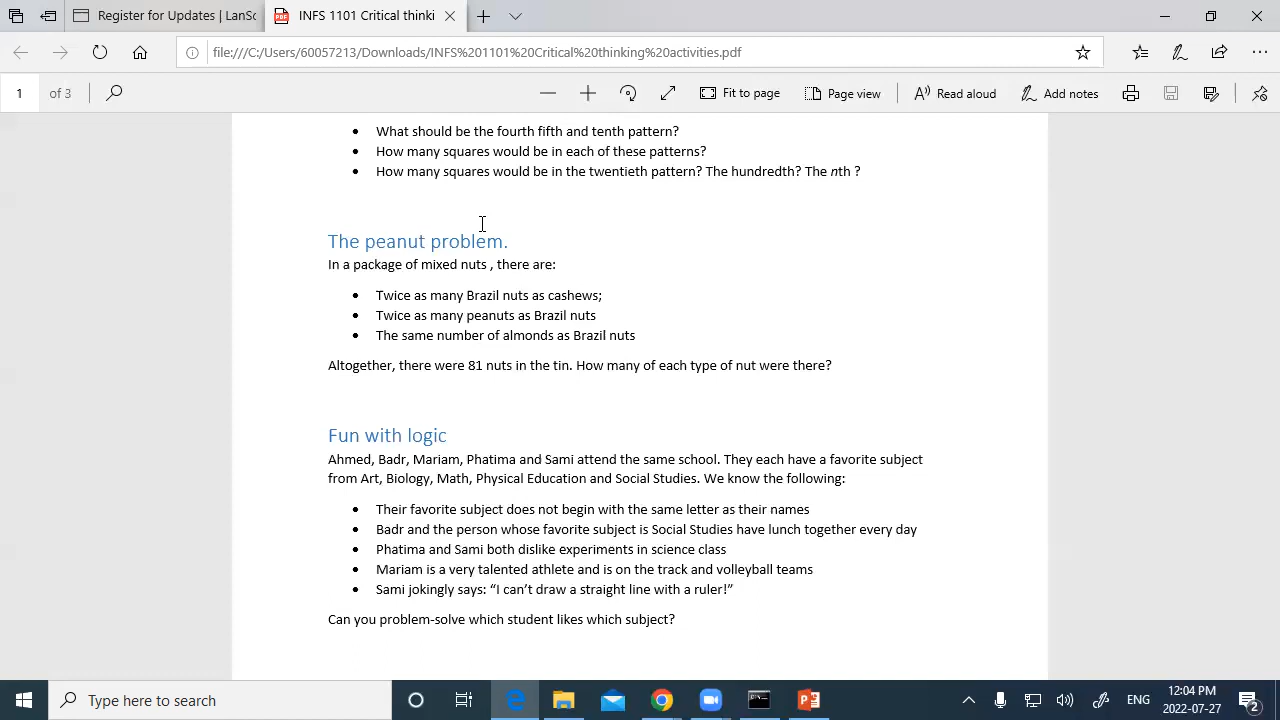 Register for Updates | LanSc
INFS 1101 Critical thinki
file:///C:/Users/60057213/Downloads/INFS%201101%20Critical%20thinking%20activities.pdf
1 of 3
Fit to page
Page view
Read aloud
Add notes
• What should be the fourth fifth and tenth pattern?
• How many squares would be in each of these patterns?
• How many squares would be in the twentieth pattern? The hundredth? The nth ?
The peanut problem.
In a package of mixed nuts , there are:
• Twice as many Brazil nuts as cashews;
• Twice as many peanuts as Brazil nuts
• The same number of almonds as Brazil nuts
Altogether, there were 81 nuts in the tin. How many of each type of nut were there?
Fun with logic
Ahmed, Badr, Mariam, Phatima and Sami attend the same school. They each have a favorite subject
from Art, Biology, Math, Physical Education and Social Studies. We know the following:
• Their favorite subject does not begin with the same letter as their names
• Badr and the person whose favorite subject is Social Studies have lunch together every day
• Phatima and Sami both dislike experiments in science class
• Mariam is a very talented athlete and is on the track and volleyball teams
• Sami jokingly says: “I can’t draw a straight line with a ruler!”
Can you problem-solve which student likes which subject?
Type here to search
ENG
12:04 PM
2022-07-27
2